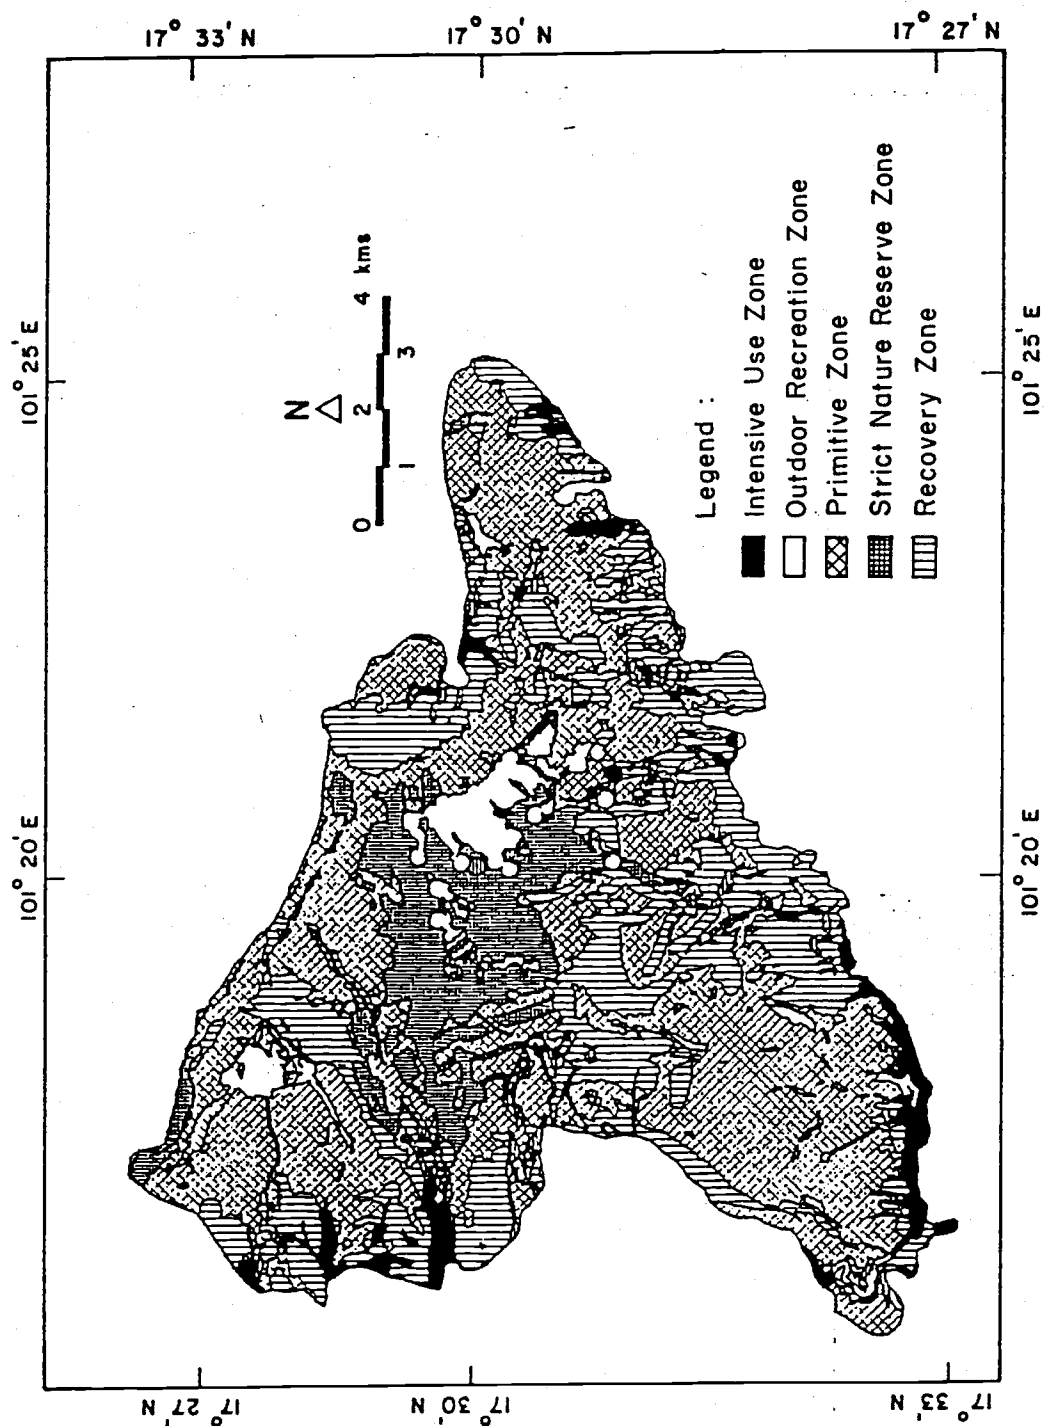 17° 33' N
17° 30' N
17° 27' N
101° 25' E
101° 20' E
N
0
1
2
3
4 kms
Legend :
Intensive Use Zone
Outdoor Recreation Zone
Primitive Zone
Strict Nature Reserve Zone
Recovery Zone
101° 25' E
101° 20' E
17° 27' N
17° 30' N
17° 33' N